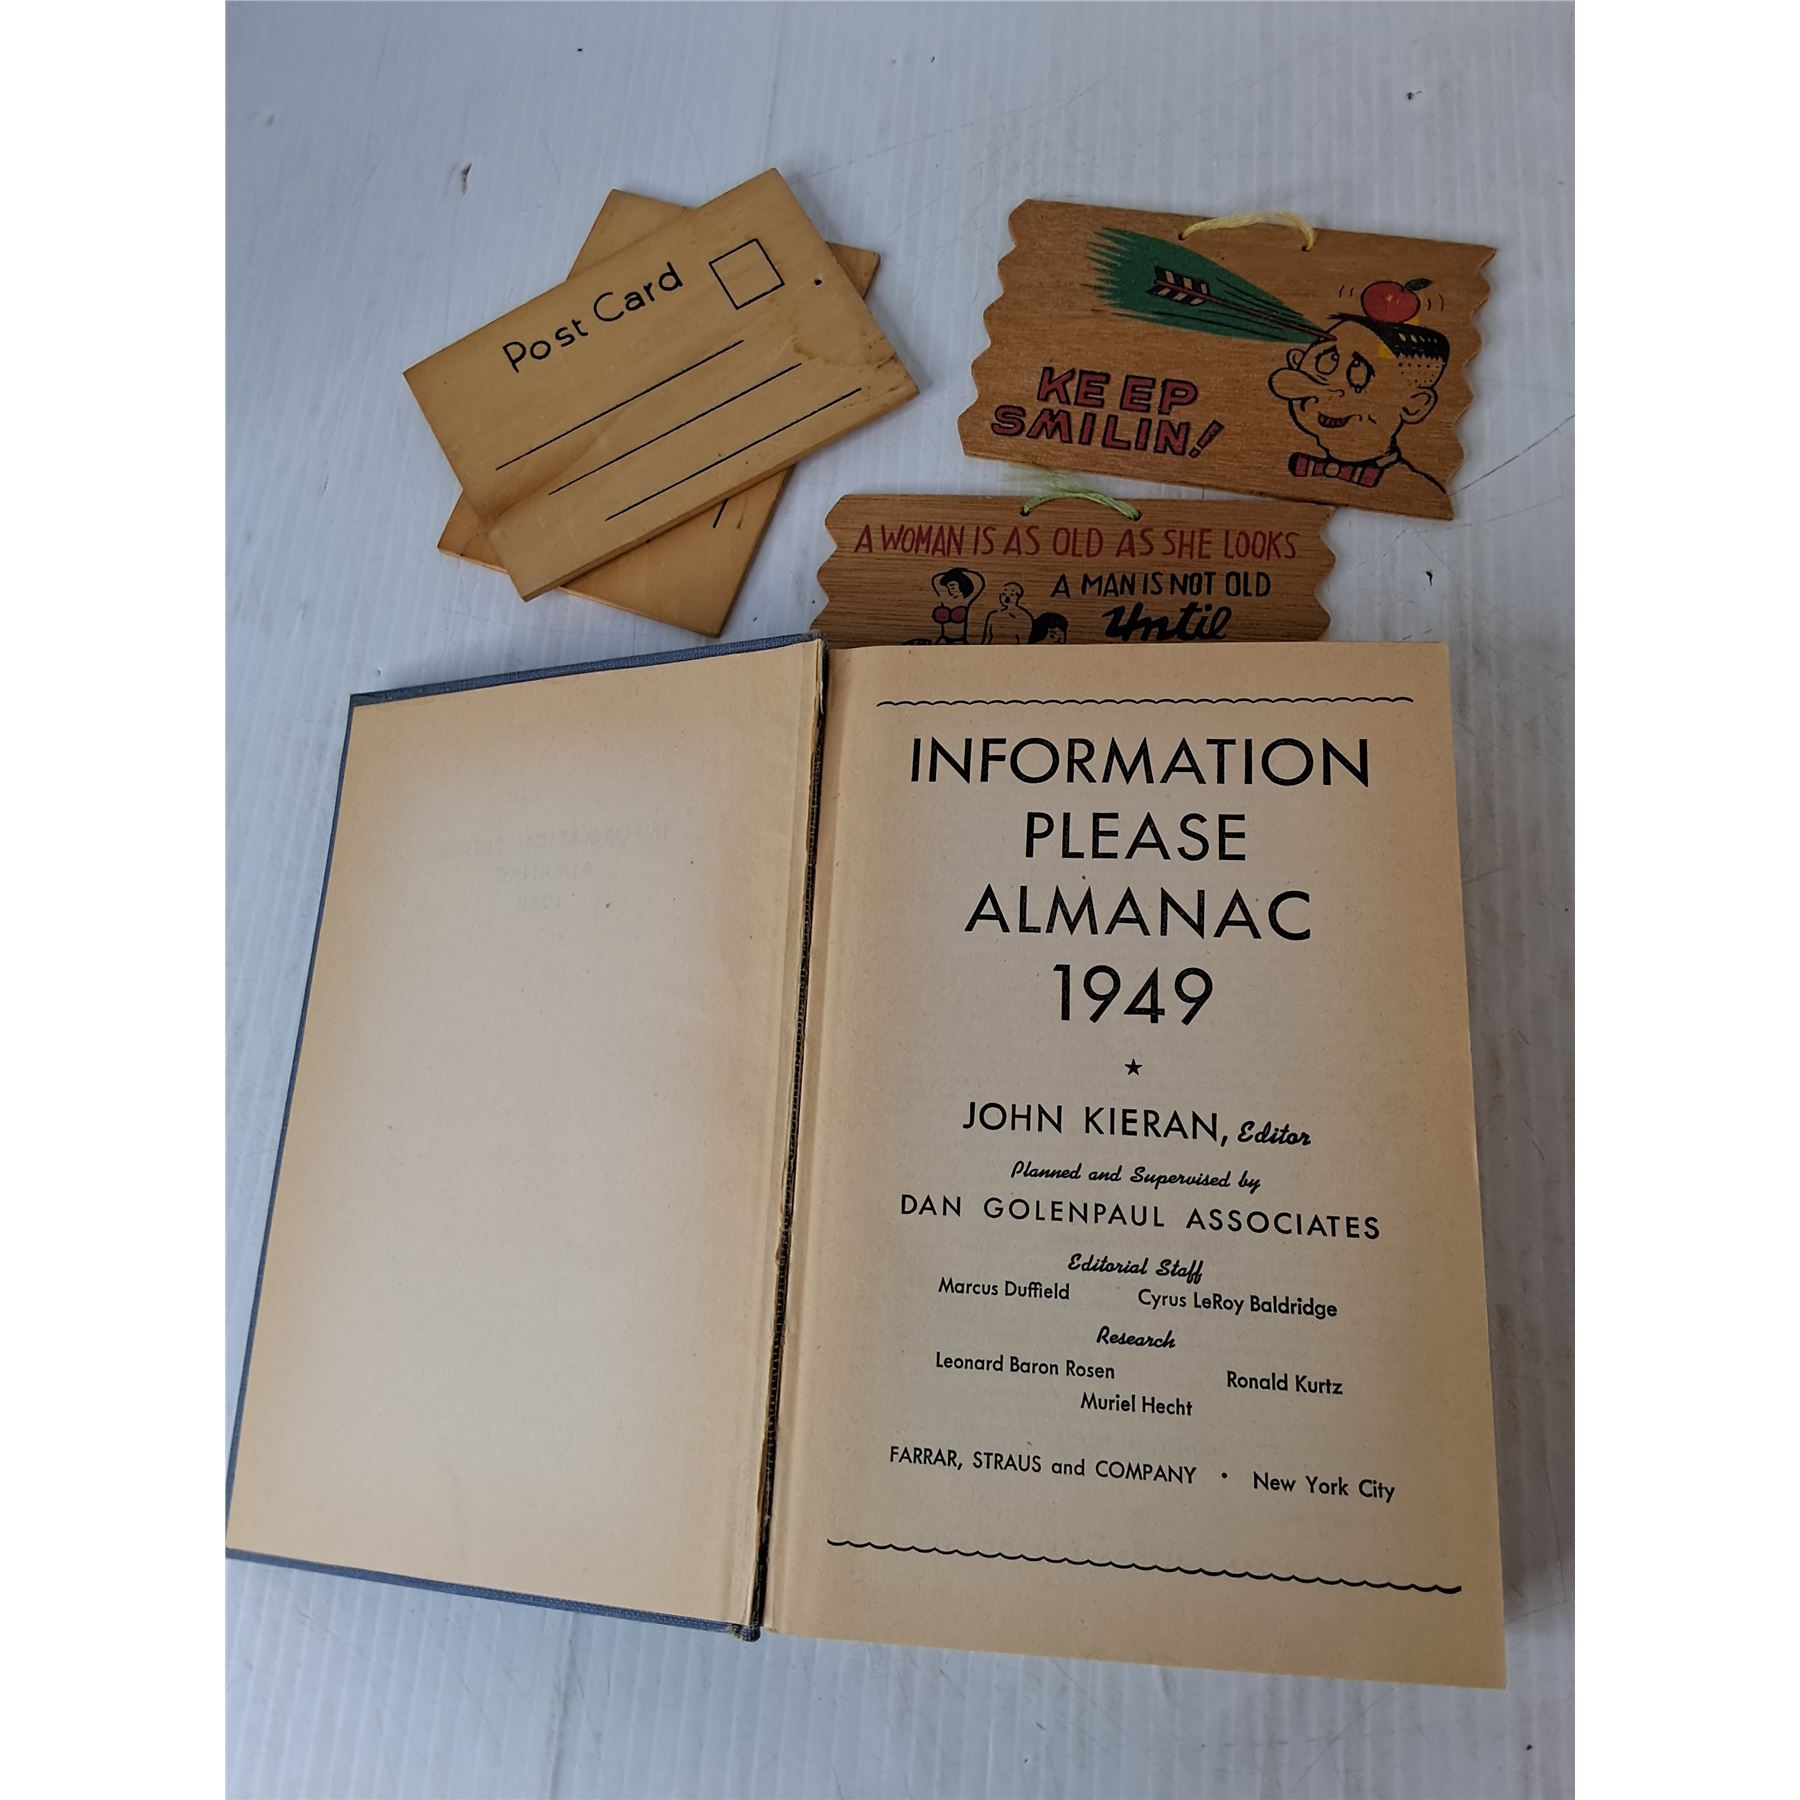 Post Card
KEEP
SMILIN!
A WOMAN IS AS OLD AS SHE LOOKS
A MAN IS NOT OLD
Until
INFORMATION
PLEASE
ALMANAC
1949
JOHN KIERAN, Editor
Planned and Supervised by
DAN GOLENPAUL ASSOCIATES
Editorial Staff
Marcus Duffield Cyrus LeRoy Baldridge
Research
Leonard Baron Rosen Ronald Kurtz
Muriel Hecht
FARRAR, STRAUS and COMPANY • New York City